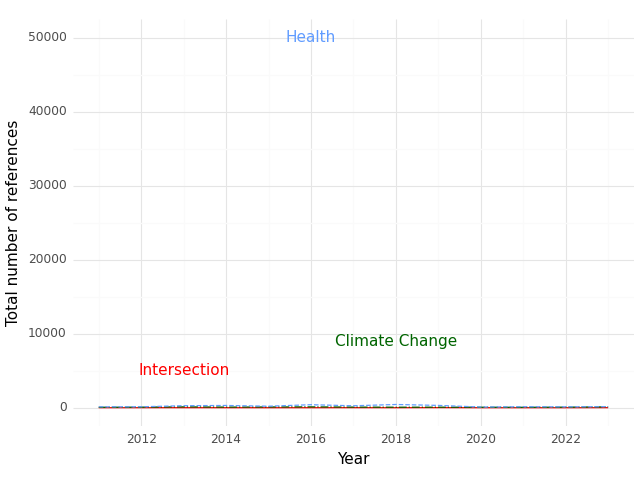 50000
Health
40000
30000
20000
10000
Climate Change
Intersection
0
2012 2014 2016 2018 2020 2022
Year
Total number of references